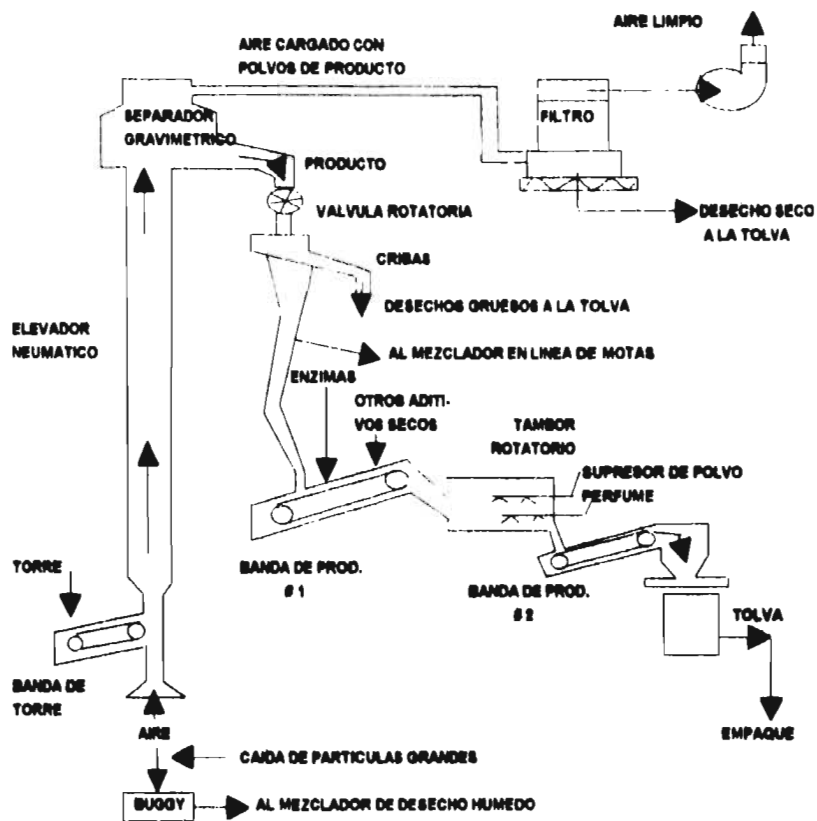 AIRE LIMPIO
AIRE CARGADO CON
POLVOS DE PRODUCTO
SEPARADOR
GRAVIMETRICO
FILTRO
PRODUCTO
VALVULA ROTATORIA
DESECHO SECO
A LA TOLVA
CRIBAS
DESECHOS GRUESOS A LA TOLVA
ELEVADOR
NEUMATICO
AL MEZCLADOR EN LINEA DE MOTAS
ENZIMAS
OTROS ADITI-
VOS SECOS
TAMBOR
ROTATORIO
SUPRESOR DE POLVO
PERFUME
TORRE
BANDA DE PROD.
# 1
BANDA DE PROD.
# 2
TOLVA
BANDA DE
TORRE
AIRE
EMPAQUE
CAIDA DE PARTICULAS GRANDES
BUGGY
AL MEZCLADOR DE DESECHO HUMEDO